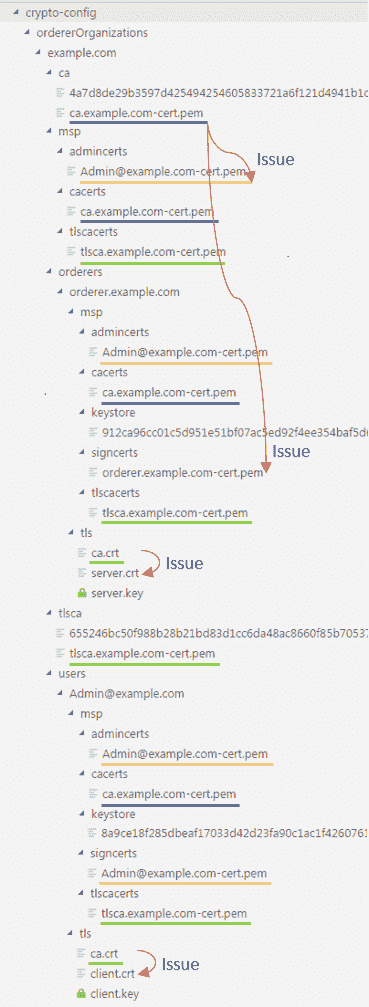 crypto-config
ordererOrganizations
example.com
ca
4a7d8de29b3597d425494254605833721a6f121d4941b1c
ca.example.com-cert.pem
Issue
msp
admincerts
Admin@example.com-cert.pem
cacerts
ca.example.com-cert.pem
tlscacerts
tlsca.example.com-cert.pem
orderers
orderer.example.com
msp
admincerts
Admin@example.com-cert.pem
cacerts
ca.example.com-cert.pem
keystore
912ca96cc01c5d951e51bf07ac5ed92f4ee354baf5d6
signcerts
Issue
orderer.example.com-cert.pem
tlscacerts
tlsca.example.com-cert.pem
tls
ca.crt
Issue
server.crt
server.key
tlsca
655246bc50f988b28b21bd83d1cc6da48ac8660f85b70537
tlsca.example.com-cert.pem
users
Admin@example.com
msp
admincerts
Admin@example.com-cert.pem
cacerts
ca.example.com-cert.pem
keystore
8a9ce18f285dbeaf17033d42d23fa90c1ac1f4260761
signcerts
Admin@example.com-cert.pem
tlscacerts
tlsca.example.com-cert.pem
tls
ca.crt
Issue
client.crt
client.key